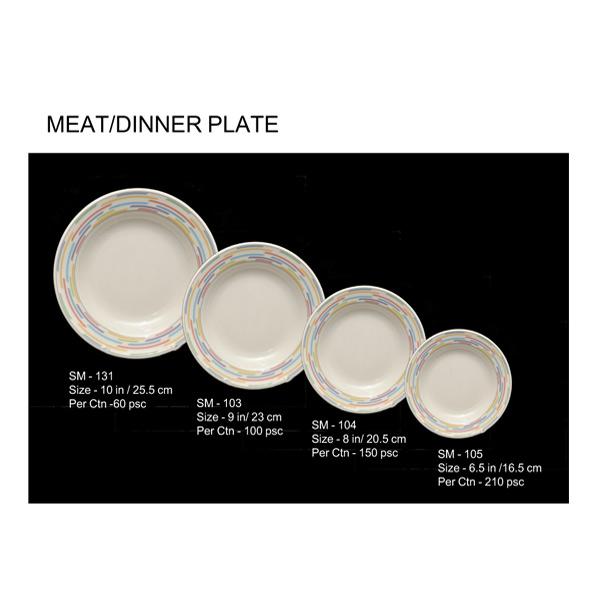 MEAT/DINNER PLATE
SM - 131
Size - 10 in / 25.5 cm
Per Ctn -60 psc
SM - 103
Size - 9 in/ 23 cm
Per Ctn - 100 psc
SM - 104
Size - 8 in/ 20.5 cm
Per Ctn - 150 psc
SM - 105
Size - 6.5 in /16.5 cm
Per Ctn - 210 psc